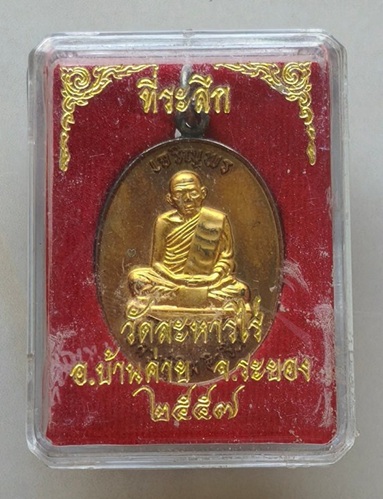 ที่ระลึก
เจริญพร
วัดละหารไร่
อ.บ้านค่าย จ.ระยอง
๒๕๕๗